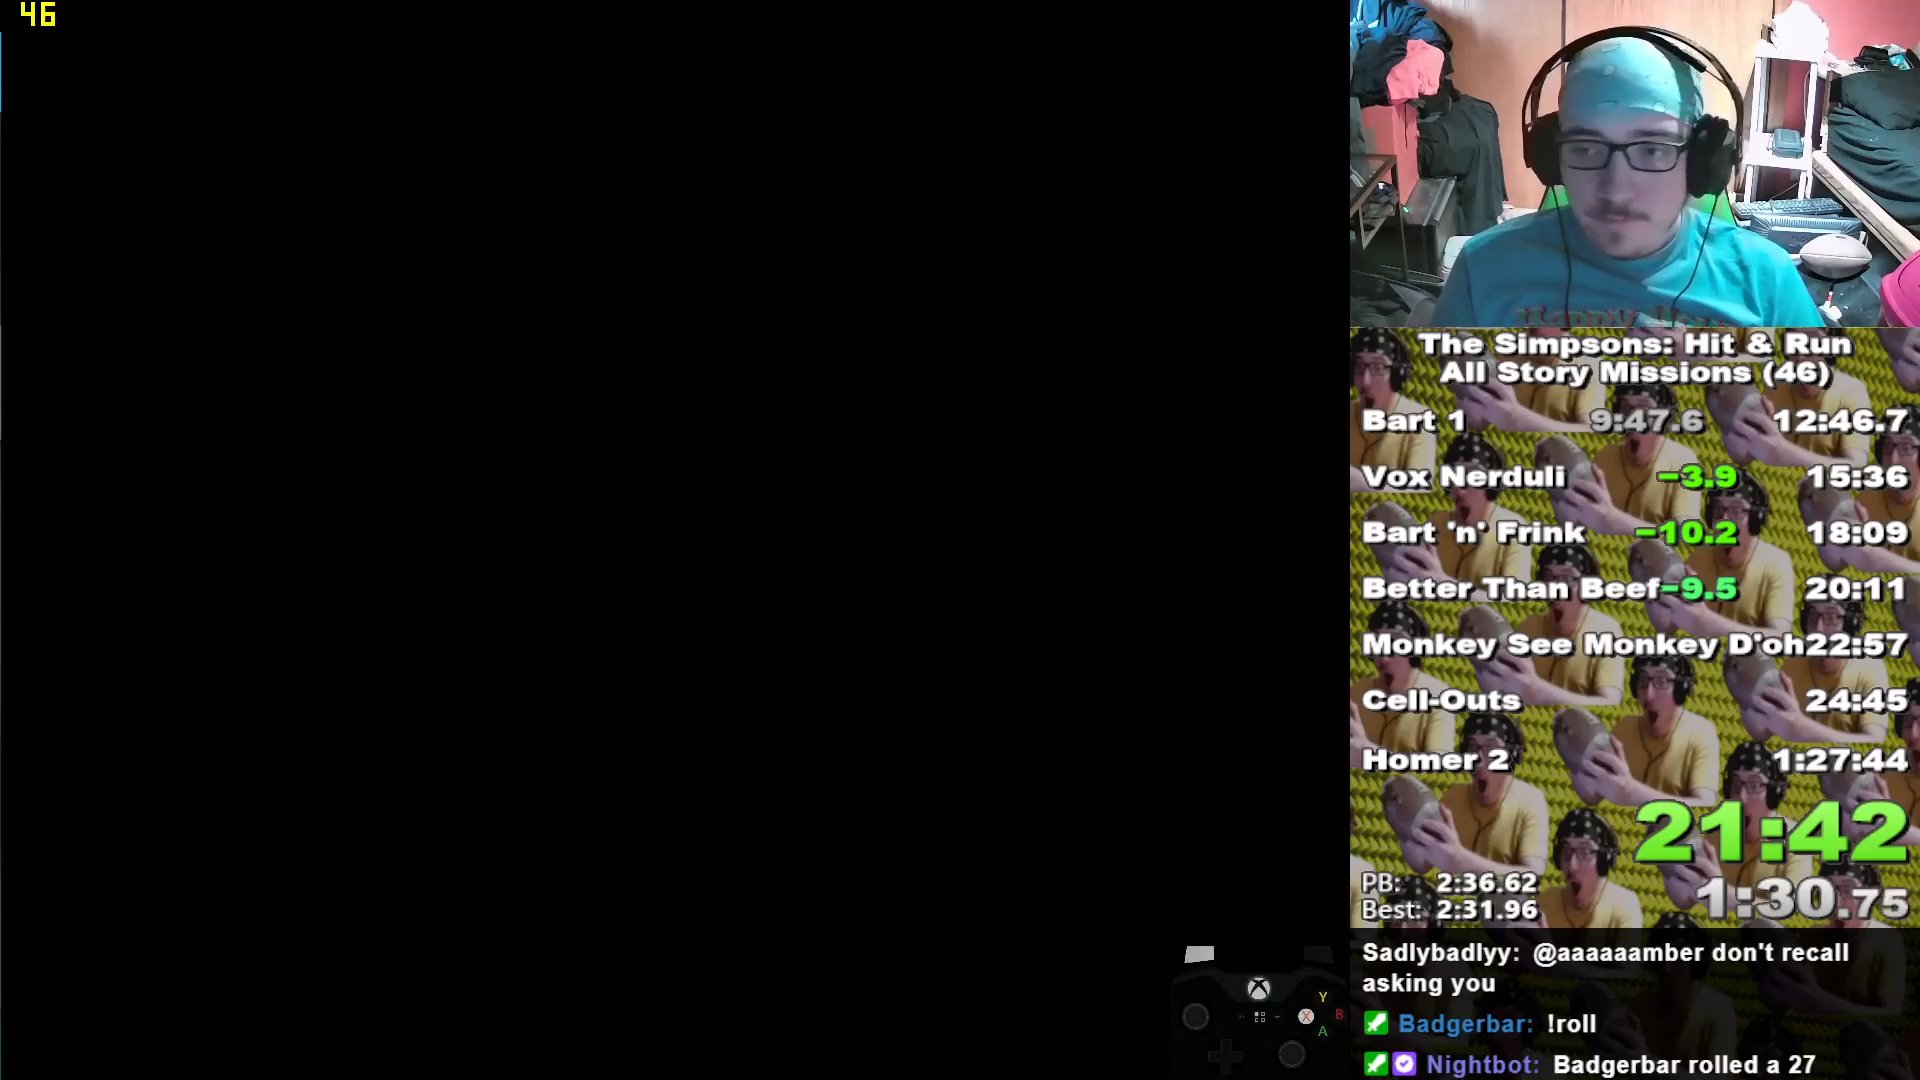 46
The Simpsons: Hit & Run
All Story Missions (46)
Bart 1 9:47.6 12:46.7
Vox Nerduli -3.9 15:36
Bart 'n' Frink -10.2 18:09
Better Than Beef -9.5 20:11
Monkey See Monkey D'oh 22:57
Cell-Outs 24:45
Homer 2 1:27:44
21:42
PB: 2:36.62
Best: 2:31.96
1:30.75
Y
X B
A
Sadlybadlyy: @aaaaaamber don't recall
asking you
Badgerbar: !roll
Nightbot: Badgerbar rolled a 27